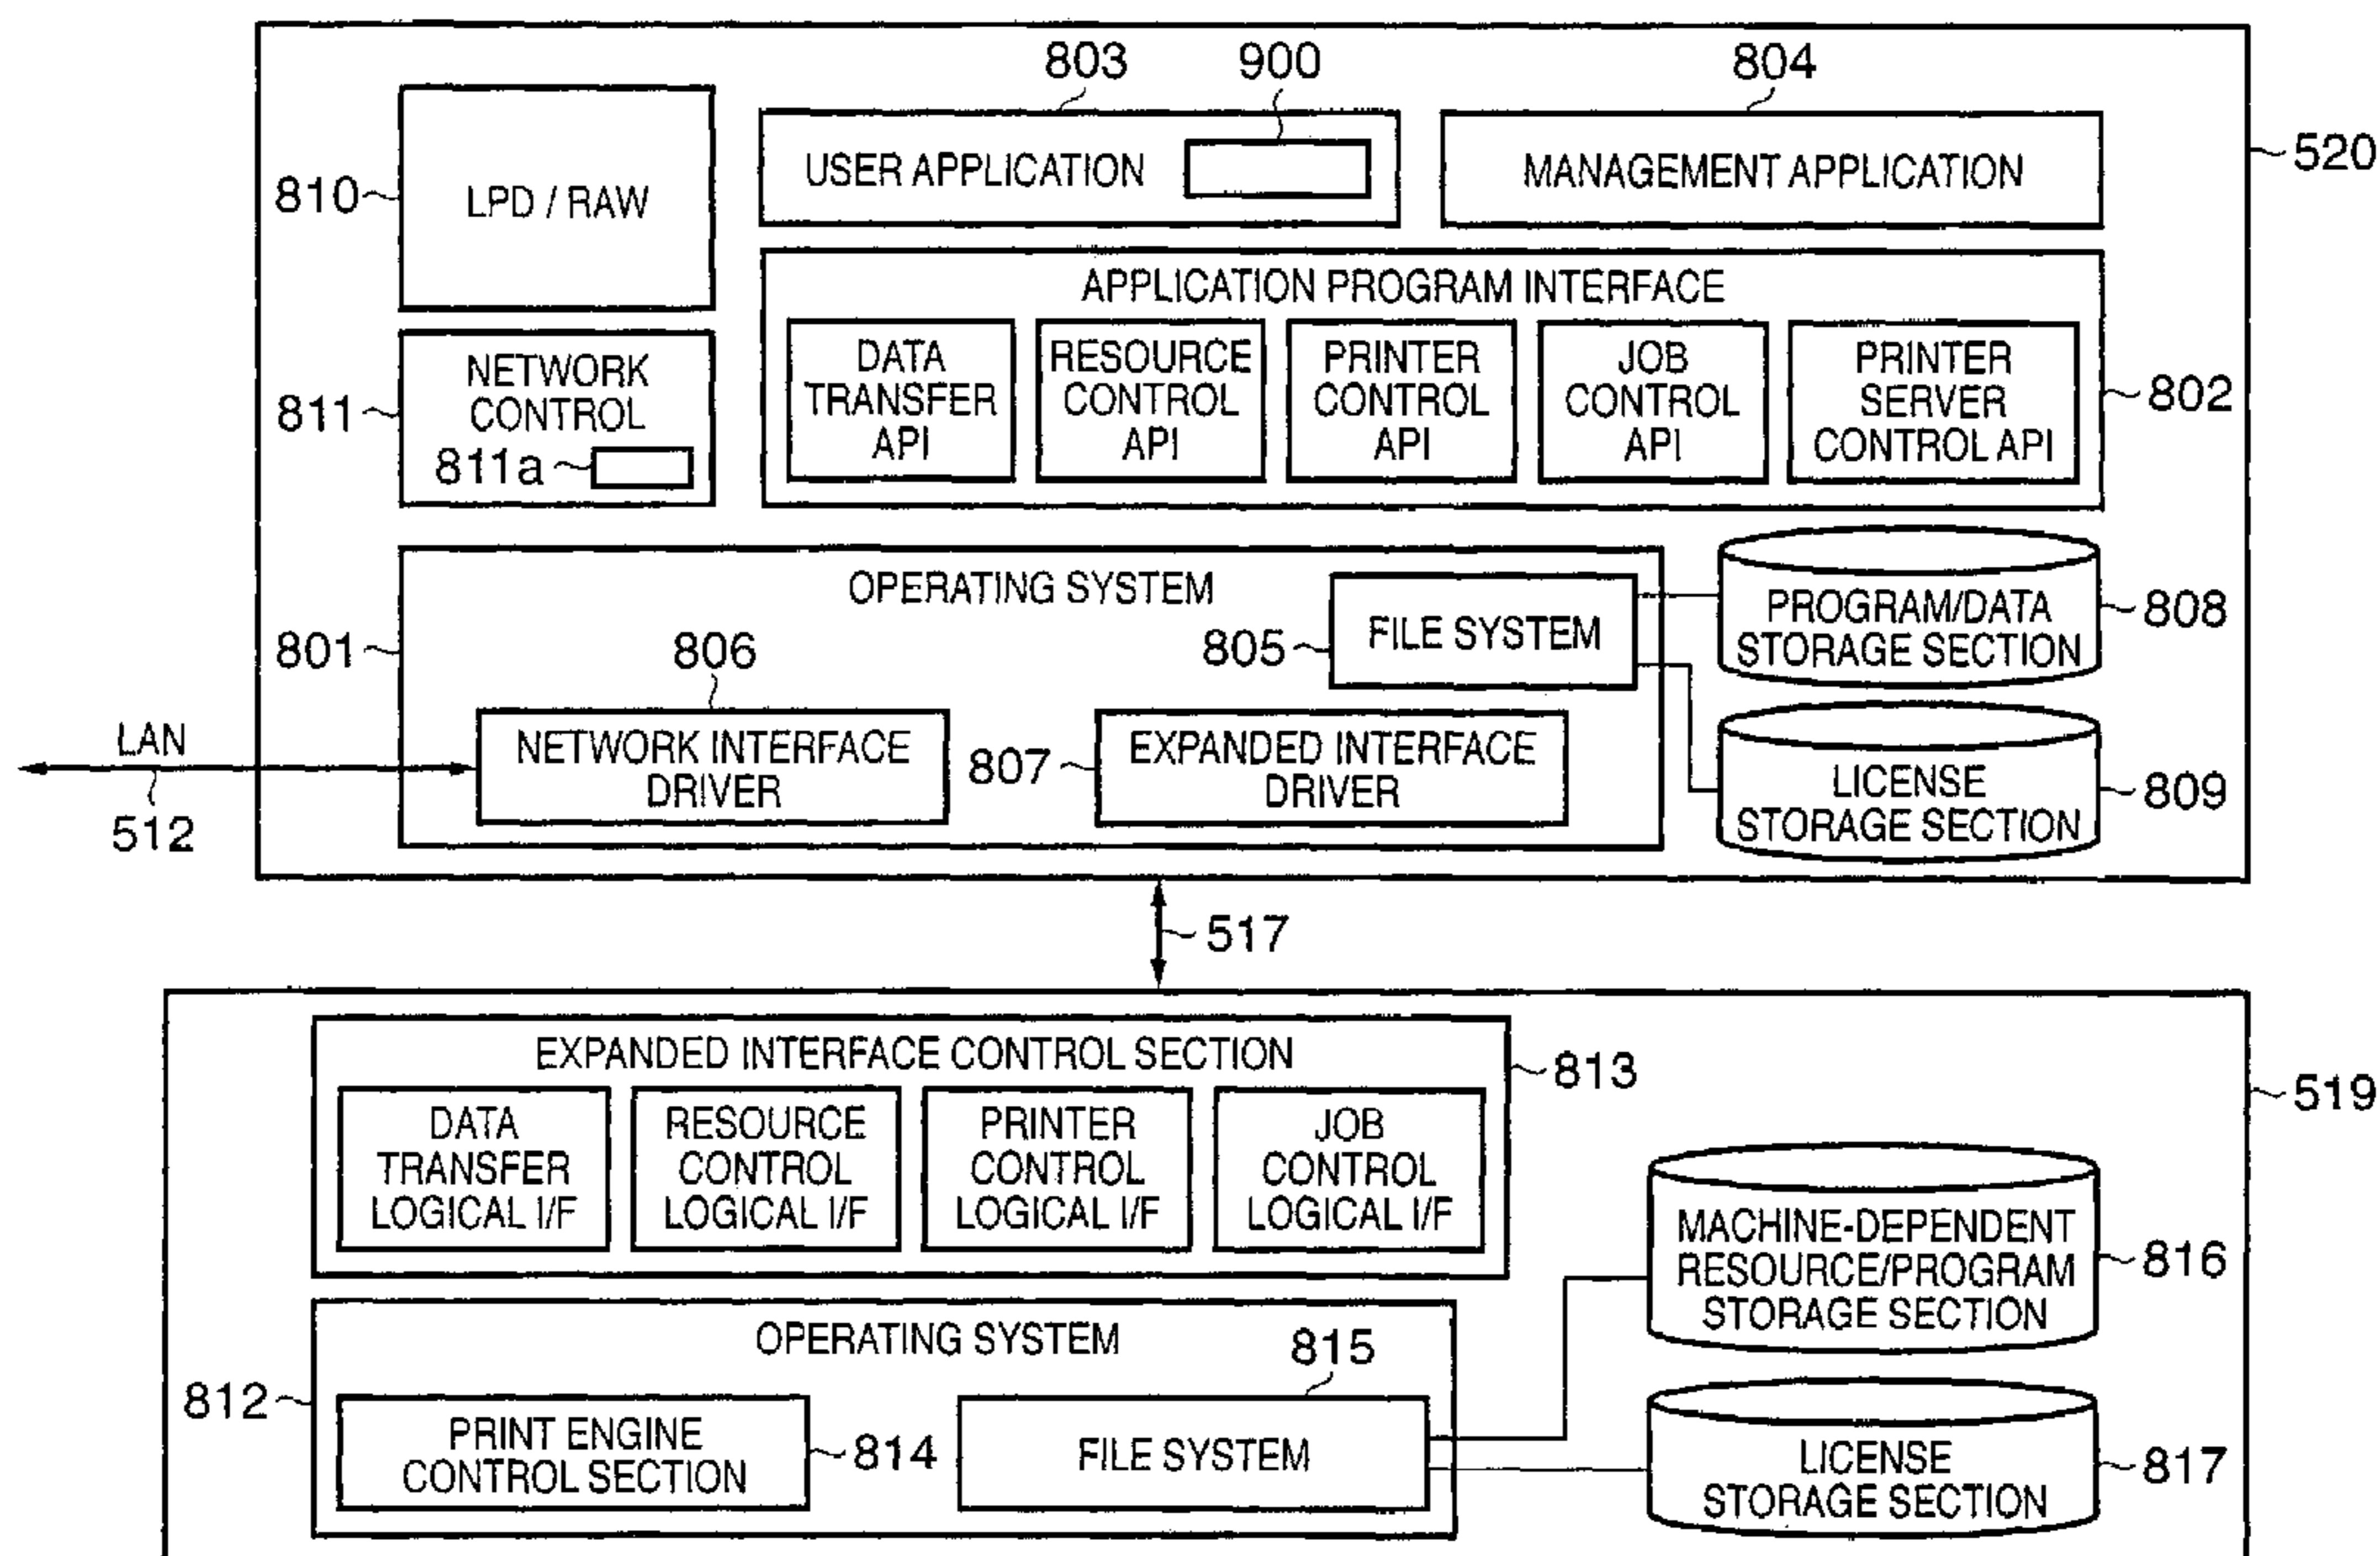 803
900
804
520
810
LPD / RAW
USER APPLICATION
MANAGEMENT APPLICATION
APPLICATION PROGRAM INTERFACE
811
NETWORK
CONTROL
811a
DATA
TRANSFER
API
RESOURCE
CONTROL
API
PRINTER
CONTROL
API
JOB
CONTROL
API
PRINTER
SERVER
CONTROL API
802
801
OPERATING SYSTEM
805
FILE SYSTEM
PROGRAM/DATA
STORAGE SECTION
808
806
LAN
512
NETWORK INTERFACE
DRIVER
807
EXPANDED INTERFACE
DRIVER
LICENSE
STORAGE SECTION
809
517
EXPANDED INTERFACE CONTROL SECTION
813
519
DATA
TRANSFER
LOGICAL I/F
RESOURCE
CONTROL
LOGICAL I/F
PRINTER
CONTROL
LOGICAL I/F
JOB
CONTROL
LOGICAL I/F
MACHINE-DEPENDENT
RESOURCE/PROGRAM
STORAGE SECTION
816
OPERATING SYSTEM
815
812
PRINT ENGINE
CONTROL SECTION
814
FILE SYSTEM
LICENSE
STORAGE SECTION
817